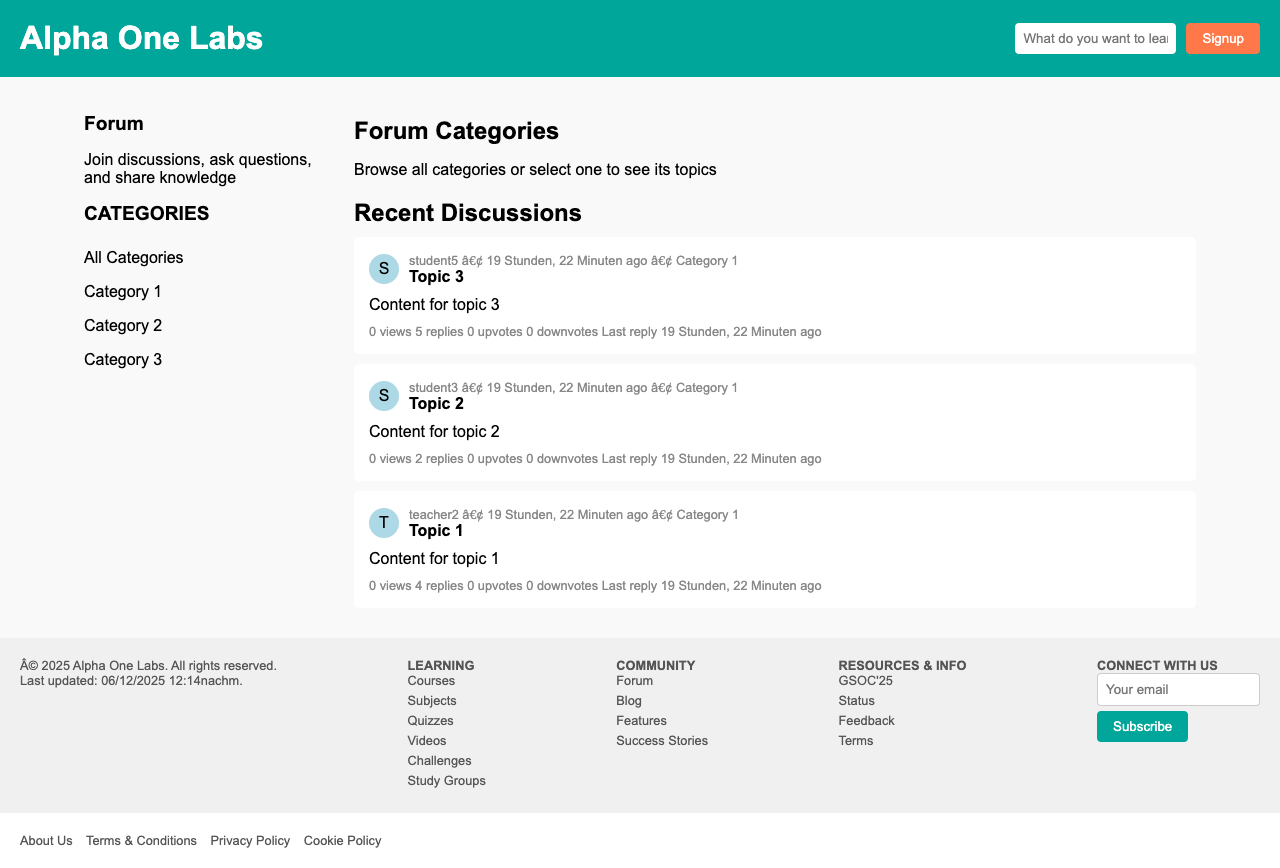 Alpha One Labs
What do you want to lear
Signup
Forum
Join discussions, ask questions,
and share knowledge
CATEGORIES
All Categories
Category 1
Category 2
Category 3
Forum Categories
Browse all categories or select one to see its topics
Recent Discussions
S
student5 â€¢ 19 Stunden, 22 Minuten ago â€¢ Category 1
Topic 3
Content for topic 3
0 views 5 replies 0 upvotes 0 downvotes Last reply 19 Stunden, 22 Minuten ago
S
student3 â€¢ 19 Stunden, 22 Minuten ago â€¢ Category 1
Topic 2
Content for topic 2
0 views 2 replies 0 upvotes 0 downvotes Last reply 19 Stunden, 22 Minuten ago
T
teacher2 â€¢ 19 Stunden, 22 Minuten ago â€¢ Category 1
Topic 1
Content for topic 1
0 views 4 replies 0 upvotes 0 downvotes Last reply 19 Stunden, 22 Minuten ago
Â© 2025 Alpha One Labs. All rights reserved.
Last updated: 06/12/2025 12:14nachm.
LEARNING
Courses
Subjects
Quizzes
Videos
Challenges
Study Groups
COMMUNITY
Forum
Blog
Features
Success Stories
RESOURCES & INFO
GSOC'25
Status
Feedback
Terms
CONNECT WITH US
Your email
Subscribe
About Us Terms & Conditions Privacy Policy Cookie Policy